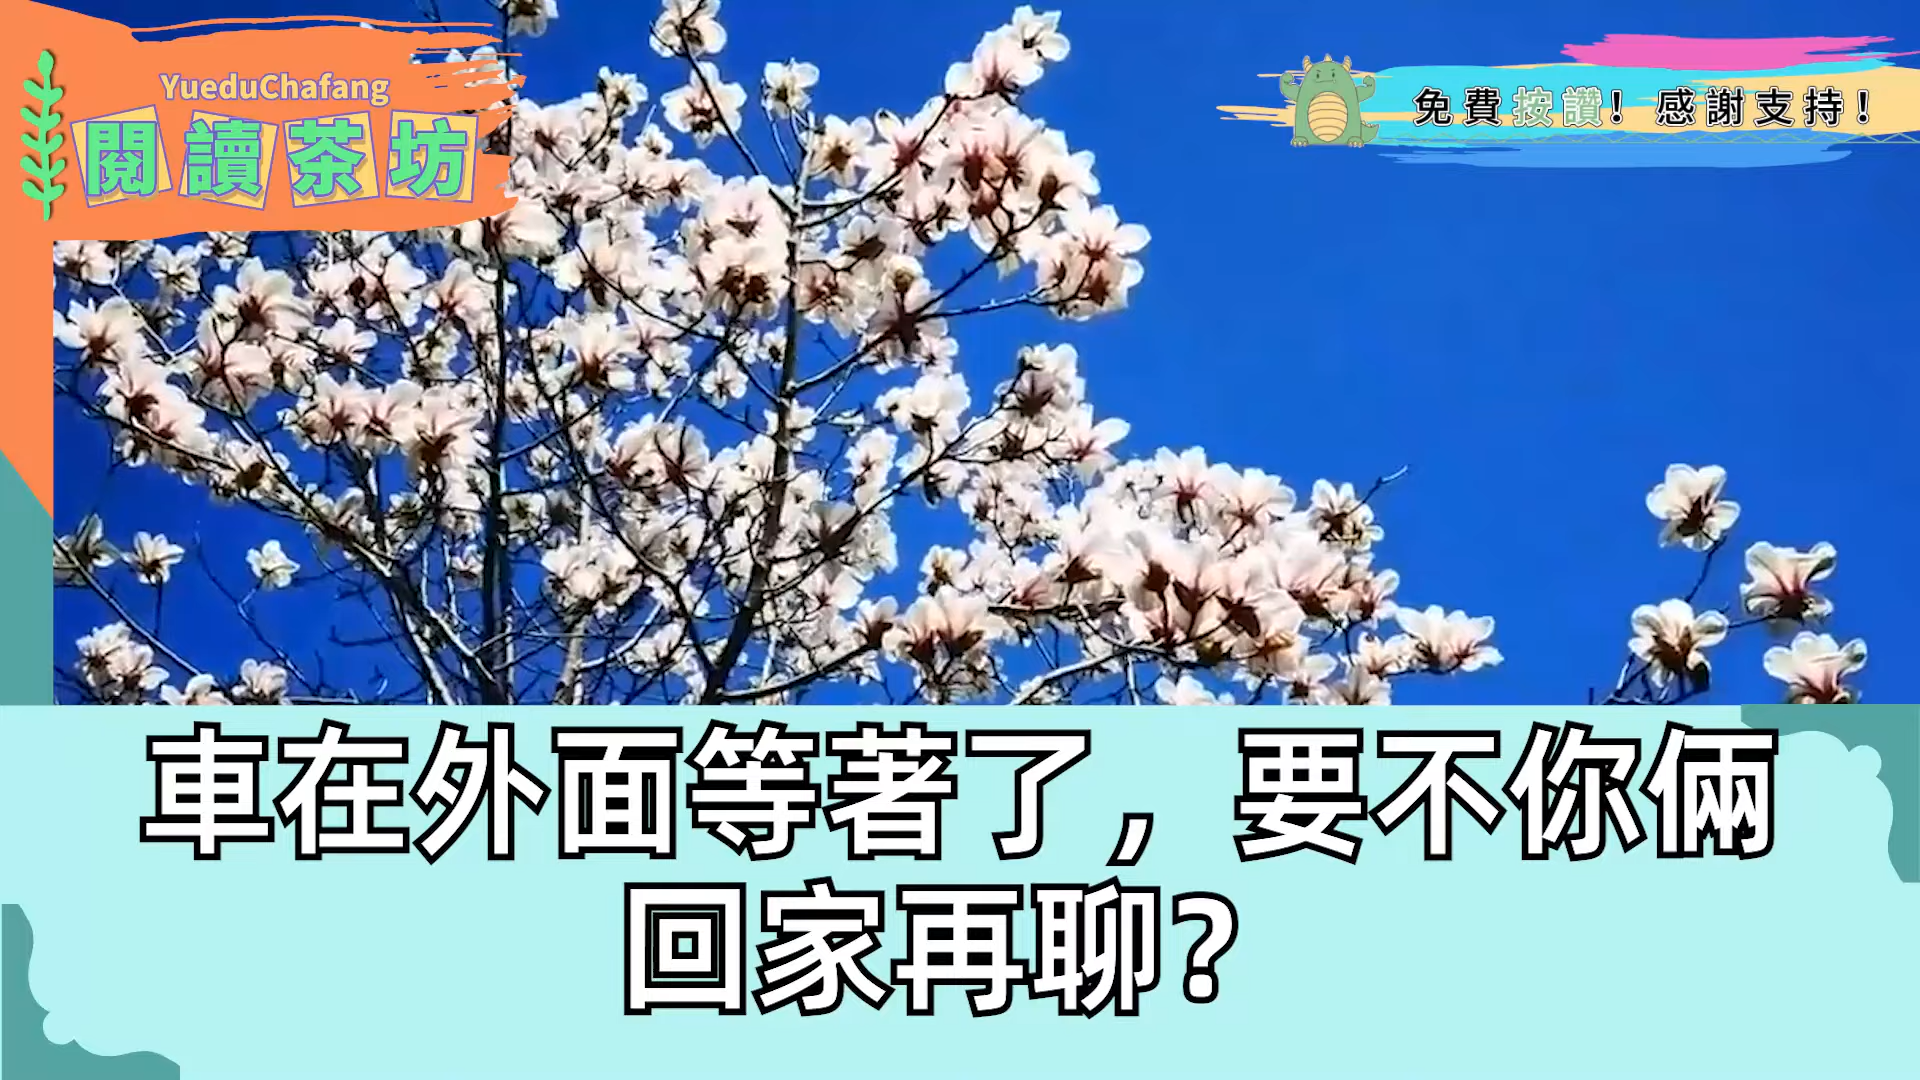 YueduChafang
閱讀茶坊
免費按讚！感謝支持！
車在外面等著了，要不你倆
回家再聊？